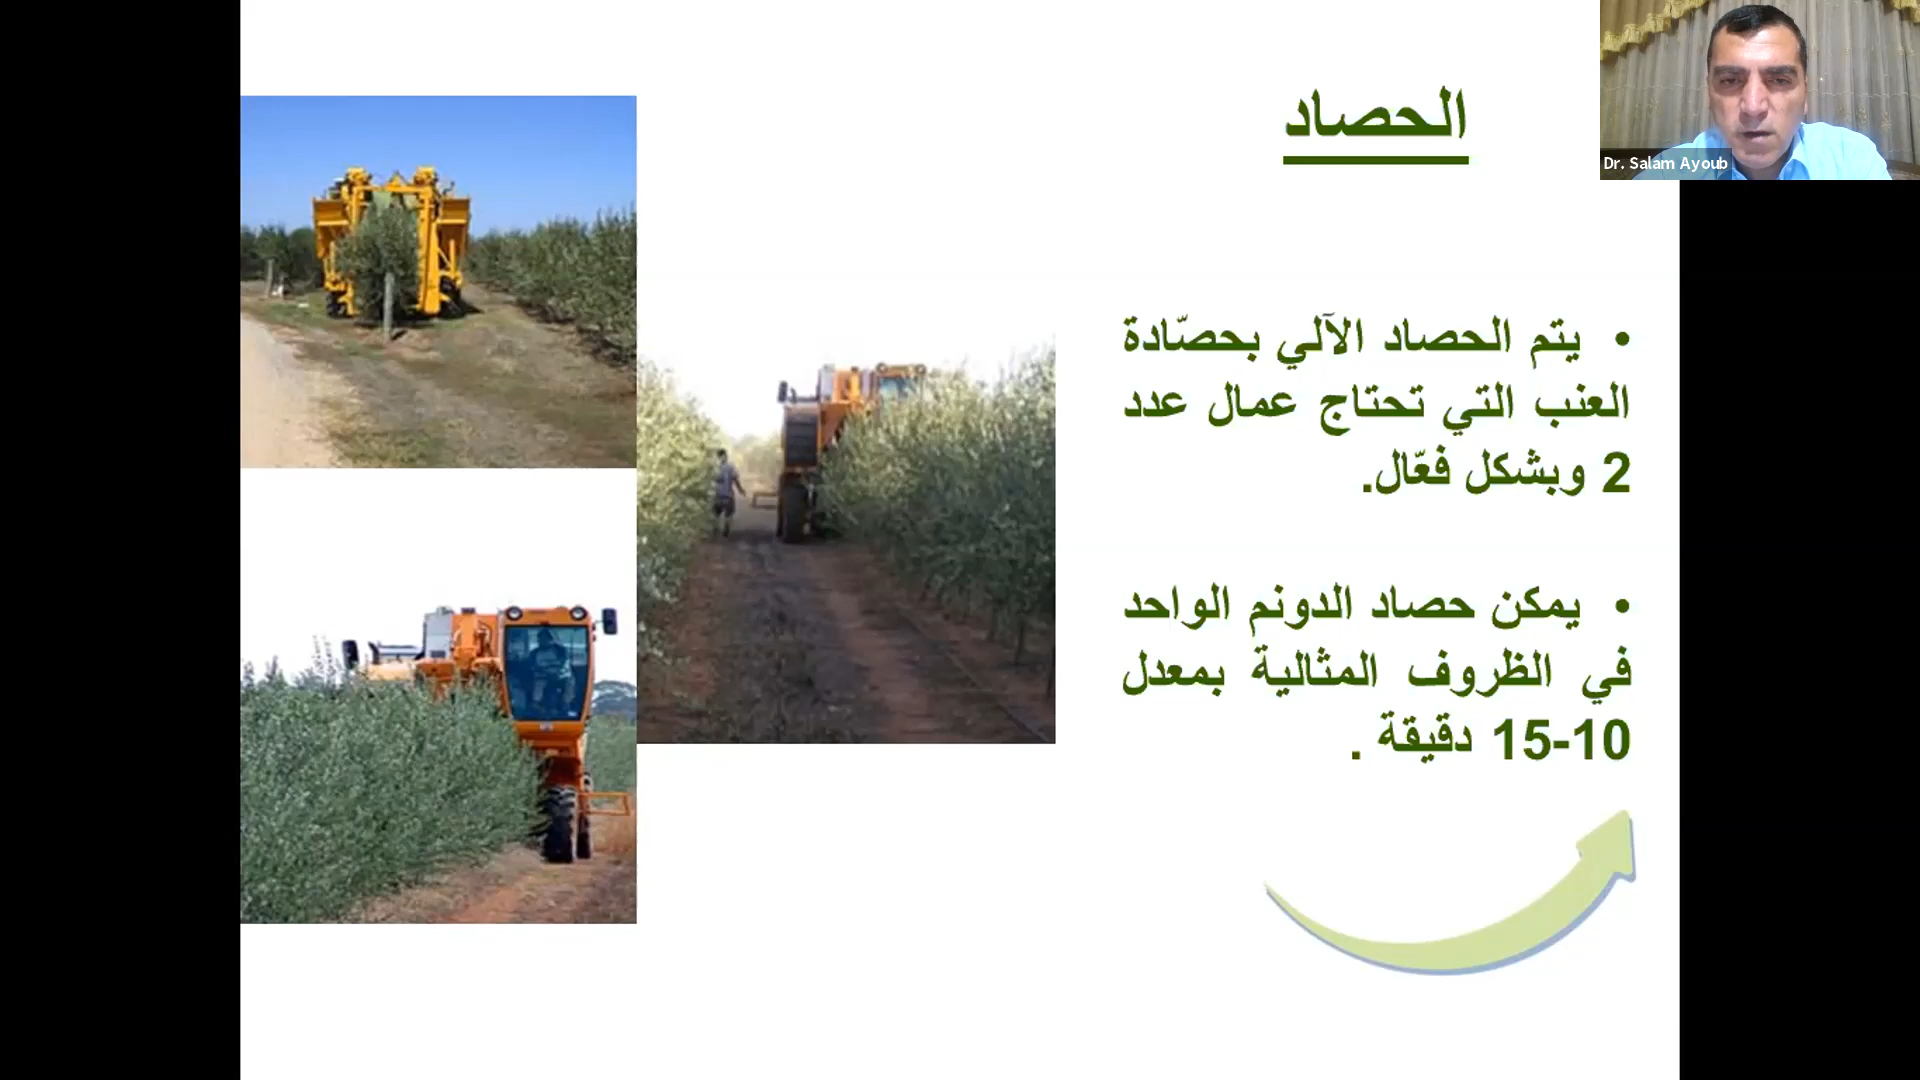 الحصاد
• يتم الحصاد الآلي بحصّادة
العنب التي تحتاج عمال عدد
2 وبشكل فعّال.
• يمكن حصاد الدونم الواحد
في الظروف المثالية بمعدل
10-15 دقيقة .
Dr. Salam Ayoub